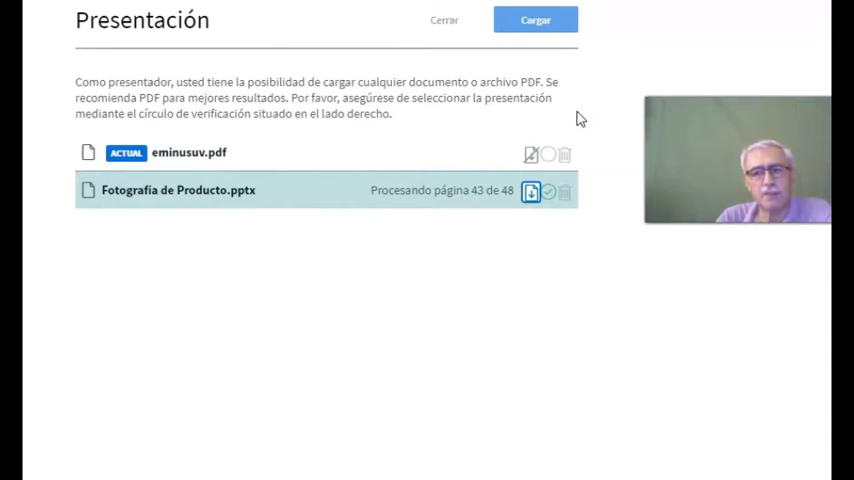 Presentación
Cerrar
Cargar
Como presentador, usted tiene la posibilidad de cargar cualquier documento o archivo PDF. Se
recomienda PDF para mejores resultados. Por favor, asegúrese de seleccionar la presentación
mediante el círculo de verificación situado en el lado derecho.
ACTUAL eminusuv.pdf
Fotografía de Producto.pptx Procesando página 43 de 48